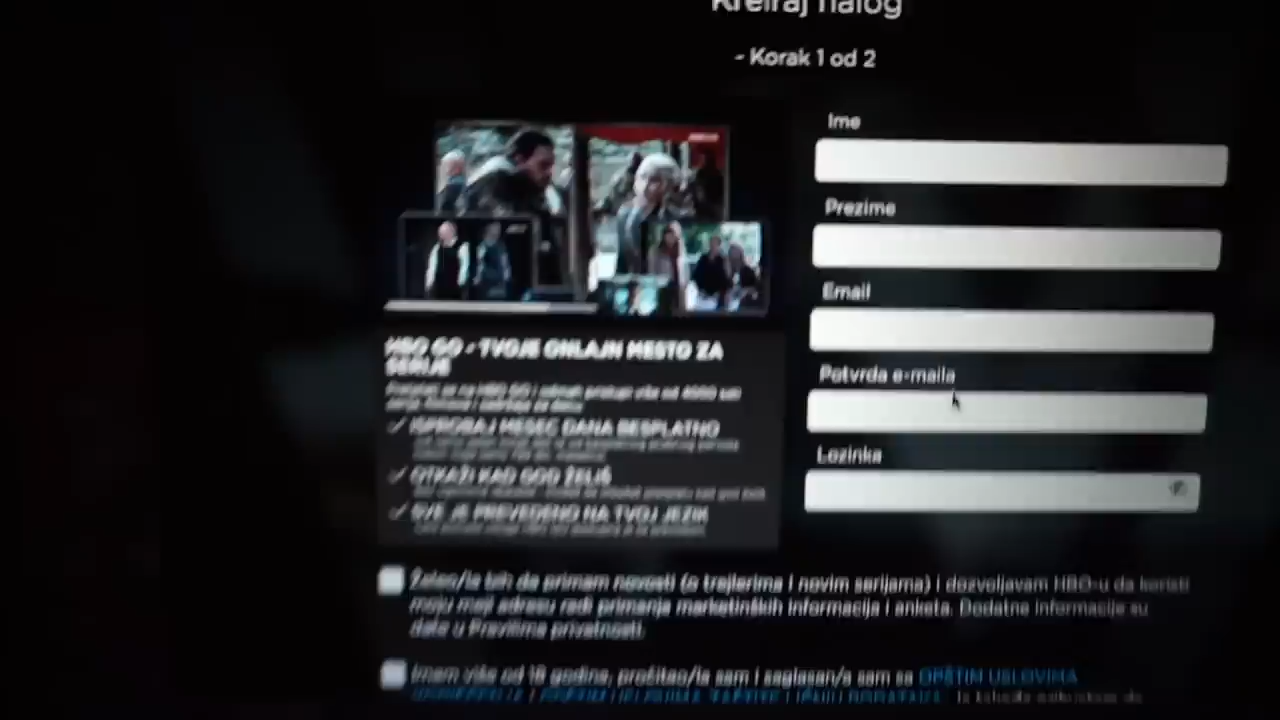 Kreiraj nalog
- Korak 1 od 2
Ime
Prezime
Email
Potvrda e-maila
Lozinka
HBO GO - TVOJE ONLAJN MESTO ZA
SERIJE
✓ ISPROBAJ MESEC DANA BESPLATNO
✓ OTKAŽI KAD GOD ŽELIŠ
✓ SVE JE PREVEDENO NA TVOJ JEZIK
Želeo/la bih da primam novosti (o trejlerima i novim serijama) i dozvoljavam HBO-u da koristi
moju mejl adresu radi primanja marketinških informacija i anketa. Dodatne informacije su
date u Pravilima privatnosti.
Imam više od 18 godina, pročitao/la sam i saglasan/a sam sa OPŠTIM USLOVIMA